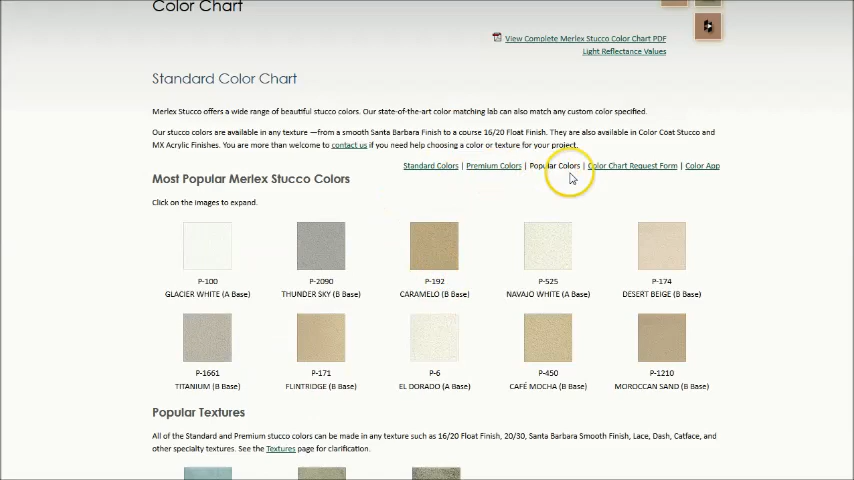 Color Chart
View Complete Merlex Stucco Color Chart PDF
Light Reflectance Values
Standard Color Chart
Merlex Stucco offers a wide range of beautiful stucco colors. Our state-of-the-art color matching lab can also match any custom color specified.
Our stucco colors are available in any texture —from a smooth Santa Barbara Finish to a course 16/20 Float Finish. They are also available in Color Coat Stucco and
MX Acrylic Finishes. You are more than welcome to contact us if you need help choosing a color or texture for your project.
Standard Colors | Premium Colors | Popular Colors | Color Chart Request Form | Color App
Most Popular Merlex Stucco Colors
Click on the images to expand.
P-100 P-2090 P-192 P-525 P-174
GLACIER WHITE (A Base) THUNDER SKY (B Base) CARAMELO (B Base) NAVAJO WHITE (A Base) DESERT BEIGE (B Base)
P-1661 P-171 P-6 P-450 P-1210
TITANIUM (B Base) FLINTRIDGE (B Base) EL DORADO (A Base) CAFÉ MOCHA (B Base) MOROCCAN SAND (B Base)
Popular Textures
All of the Standard and Premium stucco colors can be made in any texture such as 16/20 Float Finish, 20/30, Santa Barbara Smooth Finish, Lace, Dash, Catface, and
other specialty textures. See the Textures page for clarification.